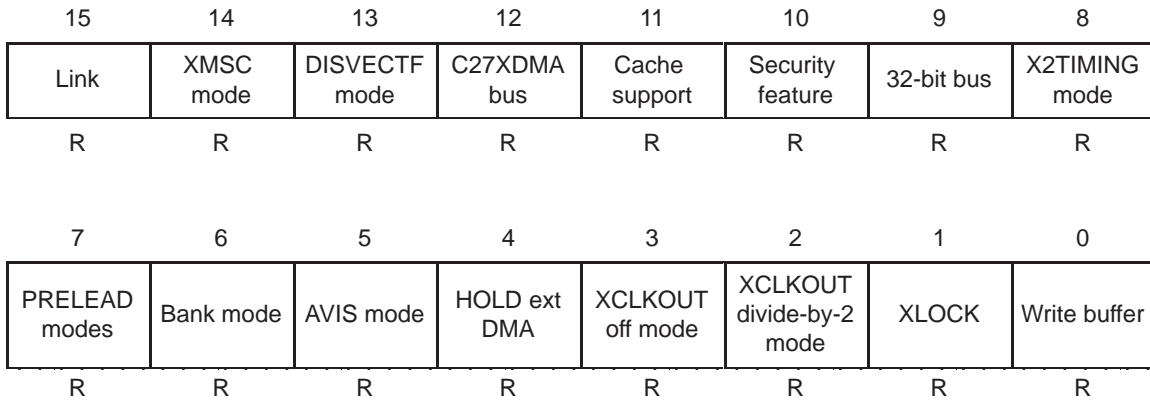 15 14 13 12 11 10 9 8
Link XMSC mode DISVECTF mode C27XDMA bus Cache support Security feature 32-bit bus X2TIMING mode
R R R R R R R R
7 6 5 4 3 2 1 0
PRELEAD modes Bank mode AVIS mode HOLD ext DMA XCLKOUT off mode XCLKOUT divide-by-2 mode XLOCK Write buffer
R R R R R R R R